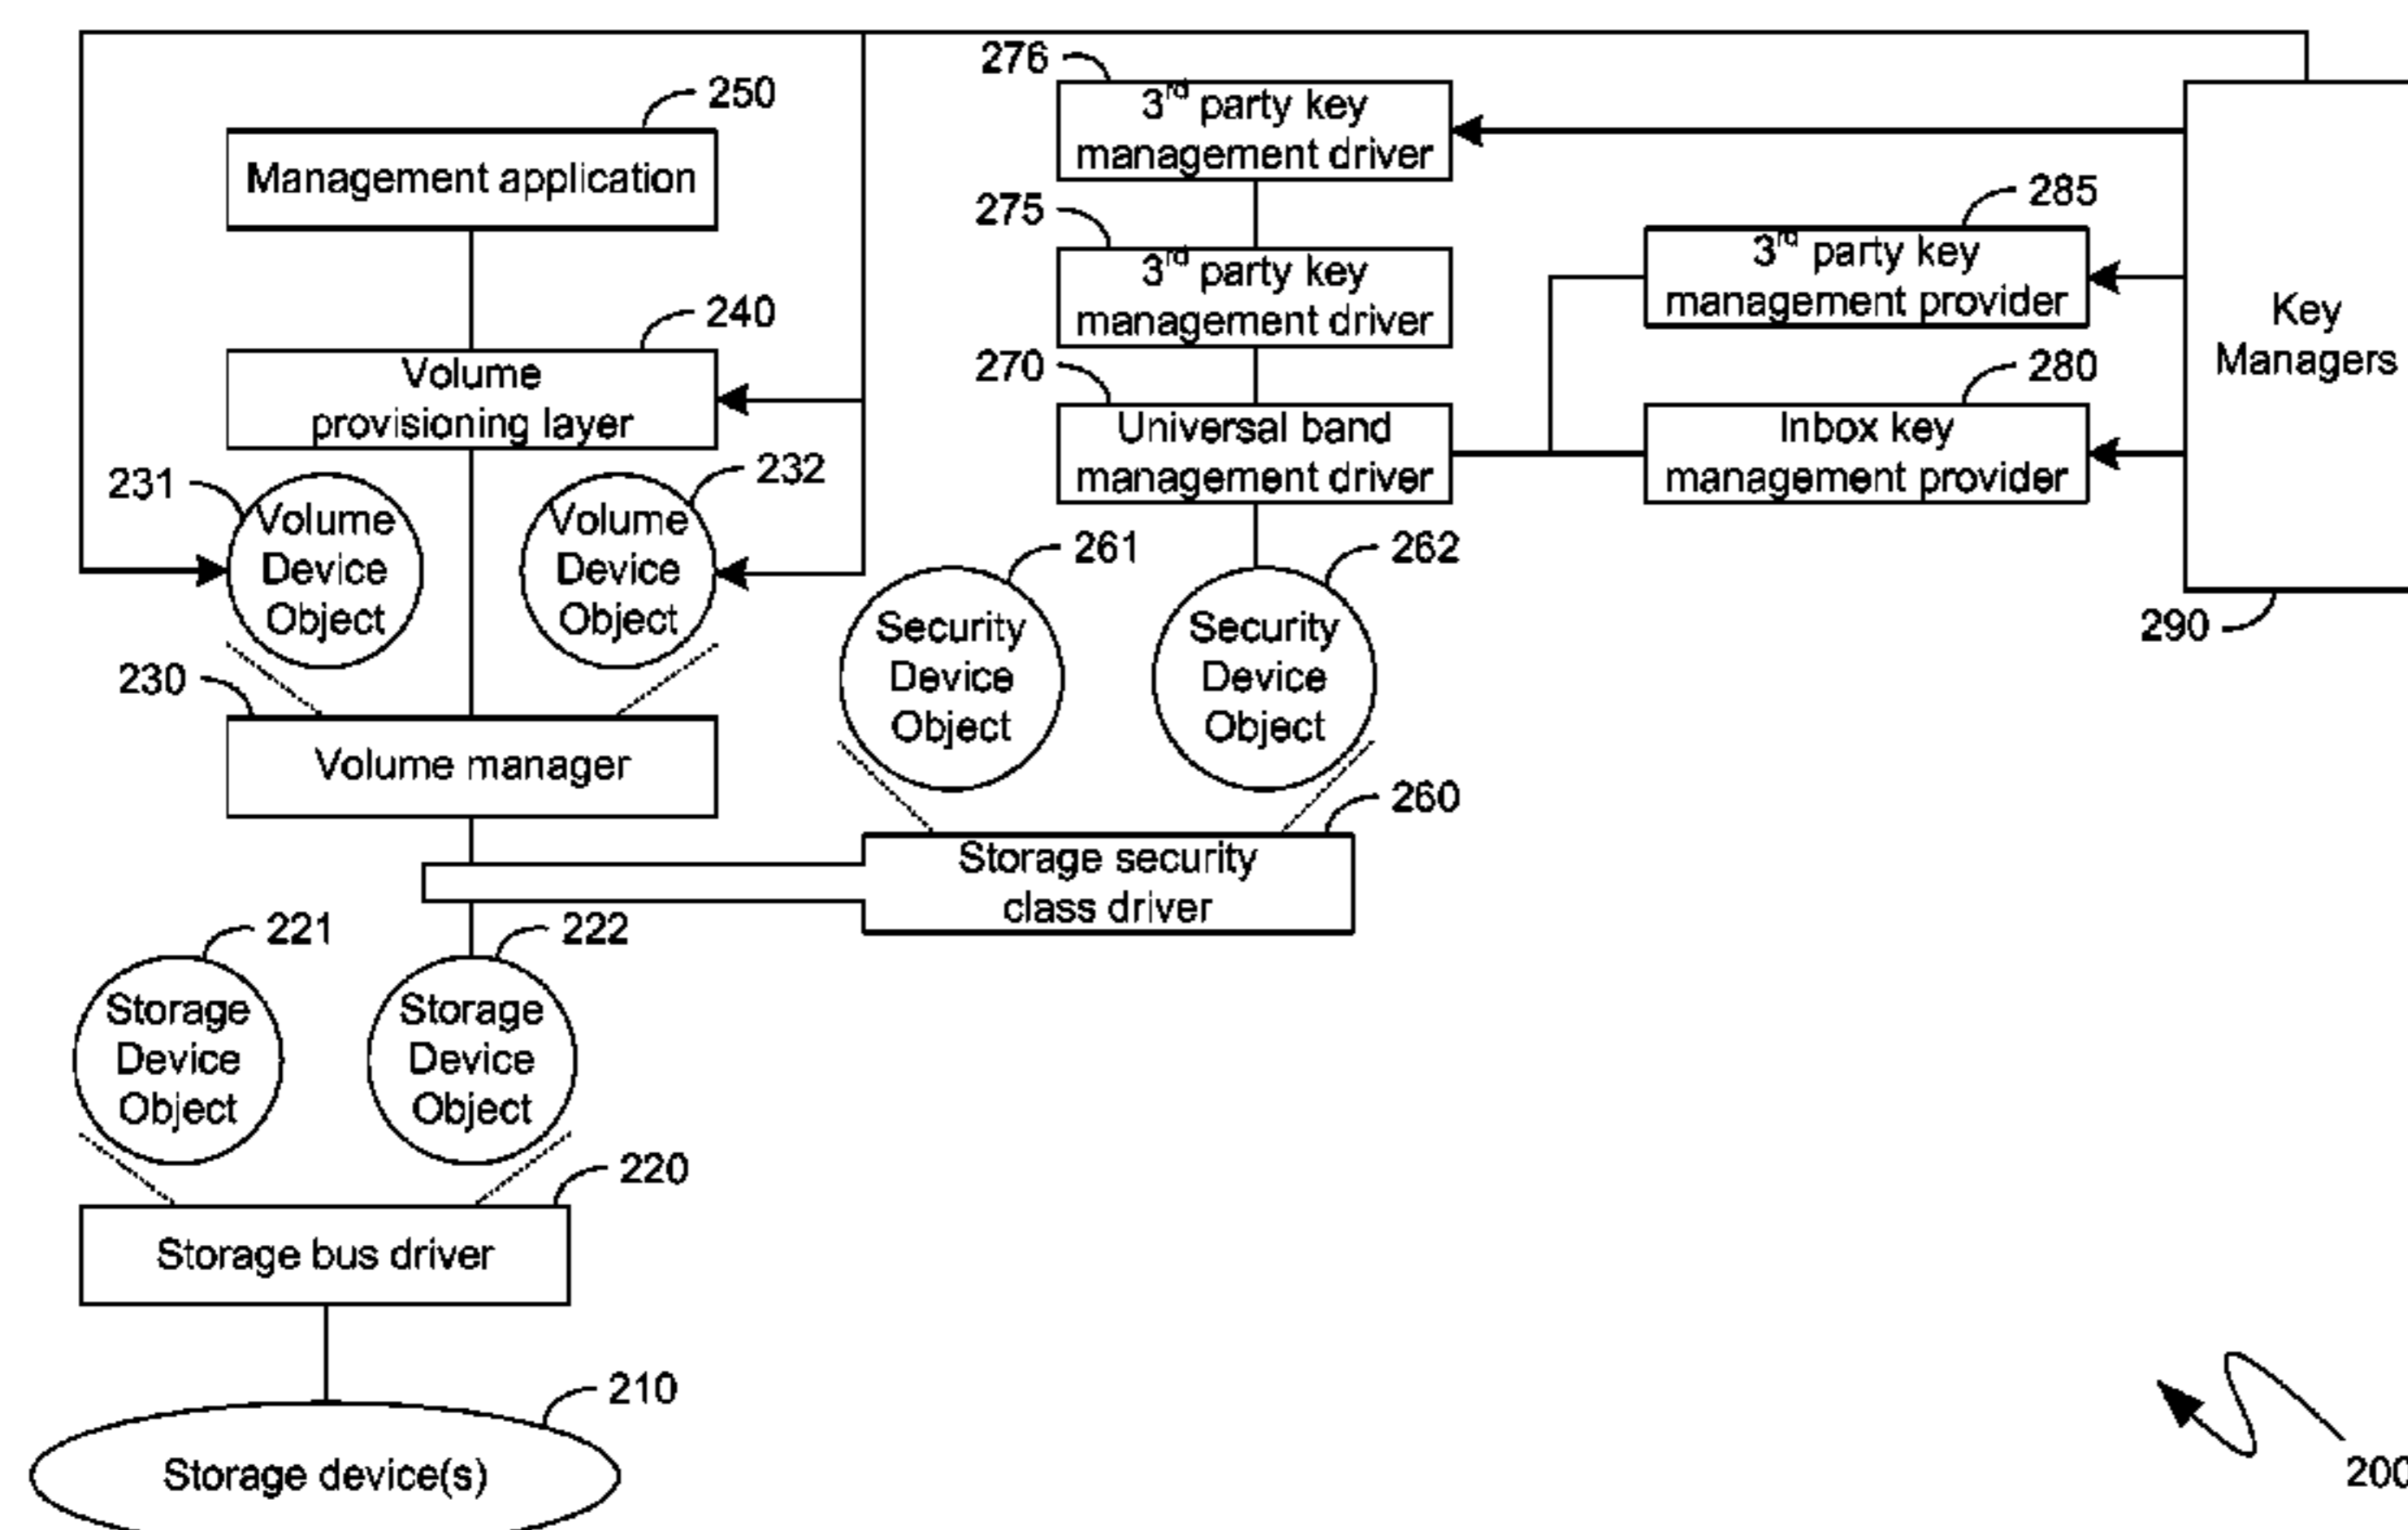 276
3rd party key
management driver
250
Management application
275
3rd party key
management driver
285
3rd party key
management provider
Key
Managers
240
Volume
provisioning layer
270
Universal band
management driver
280
Inbox key
management provider
231
Volume
Device
Object
232
Volume
Device
Object
261
Security
Device
Object
262
Security
Device
Object
290
230
Volume manager
260
Storage security
class driver
221
Storage
Device
Object
222
Storage
Device
Object
220
Storage bus driver
210
Storage device(s)
200